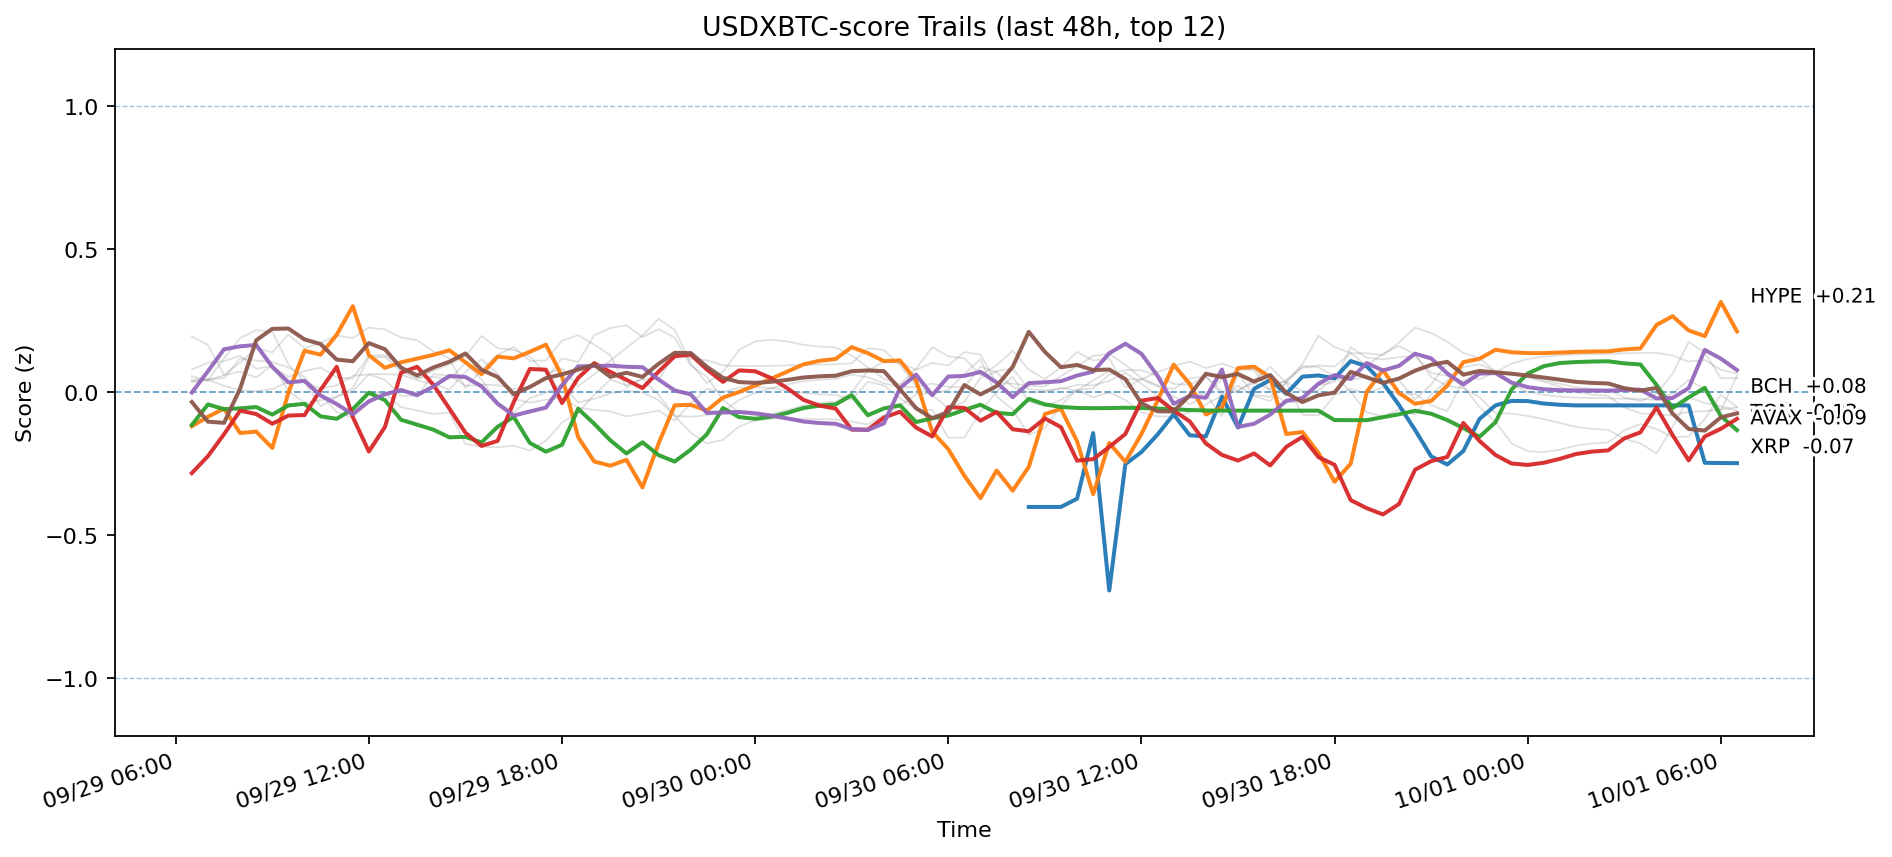 USDXBTC-score Trails (last 48h, top 12)
Score (z)
1.0
0.5
0.0
−0.5
−1.0
HYPE +0.21
BCH +0.08
AVAX -0.09
XRP -0.07
09/29 06:00
09/29 12:00
09/29 18:00
09/30 00:00
09/30 06:00
09/30 12:00
09/30 18:00
10/01 00:00
10/01 06:00
Time